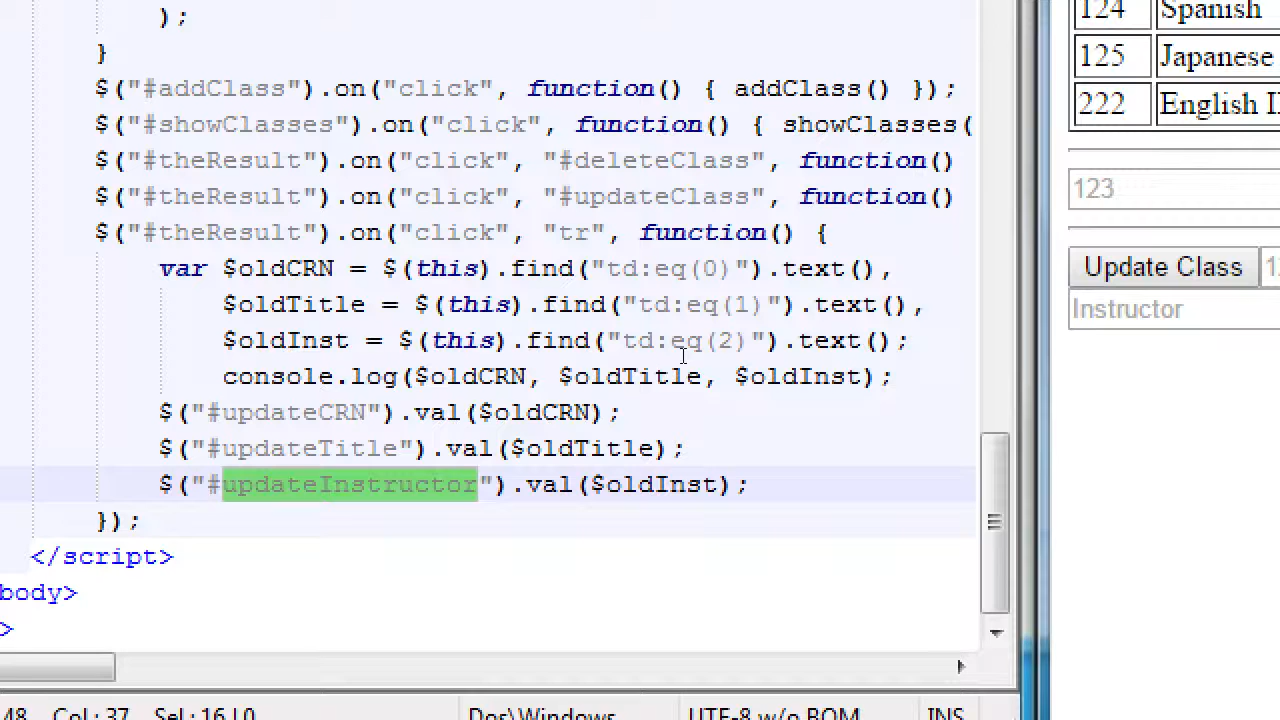 );
}
$("#addClass").on("click", function() { addClass() });
$("#showClasses").on("click", function() { showClasses(
$("#theResult").on("click", "#deleteClass", function()
$("#theResult").on("click", "#updateClass", function()
$("#theResult").on("click", "tr", function() {
var $oldCRN = $(this).find("td:eq(0)").text(),
$oldTitle = $(this).find("td:eq(1)").text(),
$oldInst = $(this).find("td:eq(2)").text();
console.log($oldCRN, $oldTitle, $oldInst);
$("#updateCRN").val($oldCRN);
$("#updateTitle").val($oldTitle);
$("#updateInstructor").val($oldInst);
});
</script>
body>
>
48 Col : 37 Sel : 16 | 0
Dos\Windows
UTF-8 w/o BOM
INS
124 Spanish
125 Japanese
222 English I
123
Update Class
Instructor